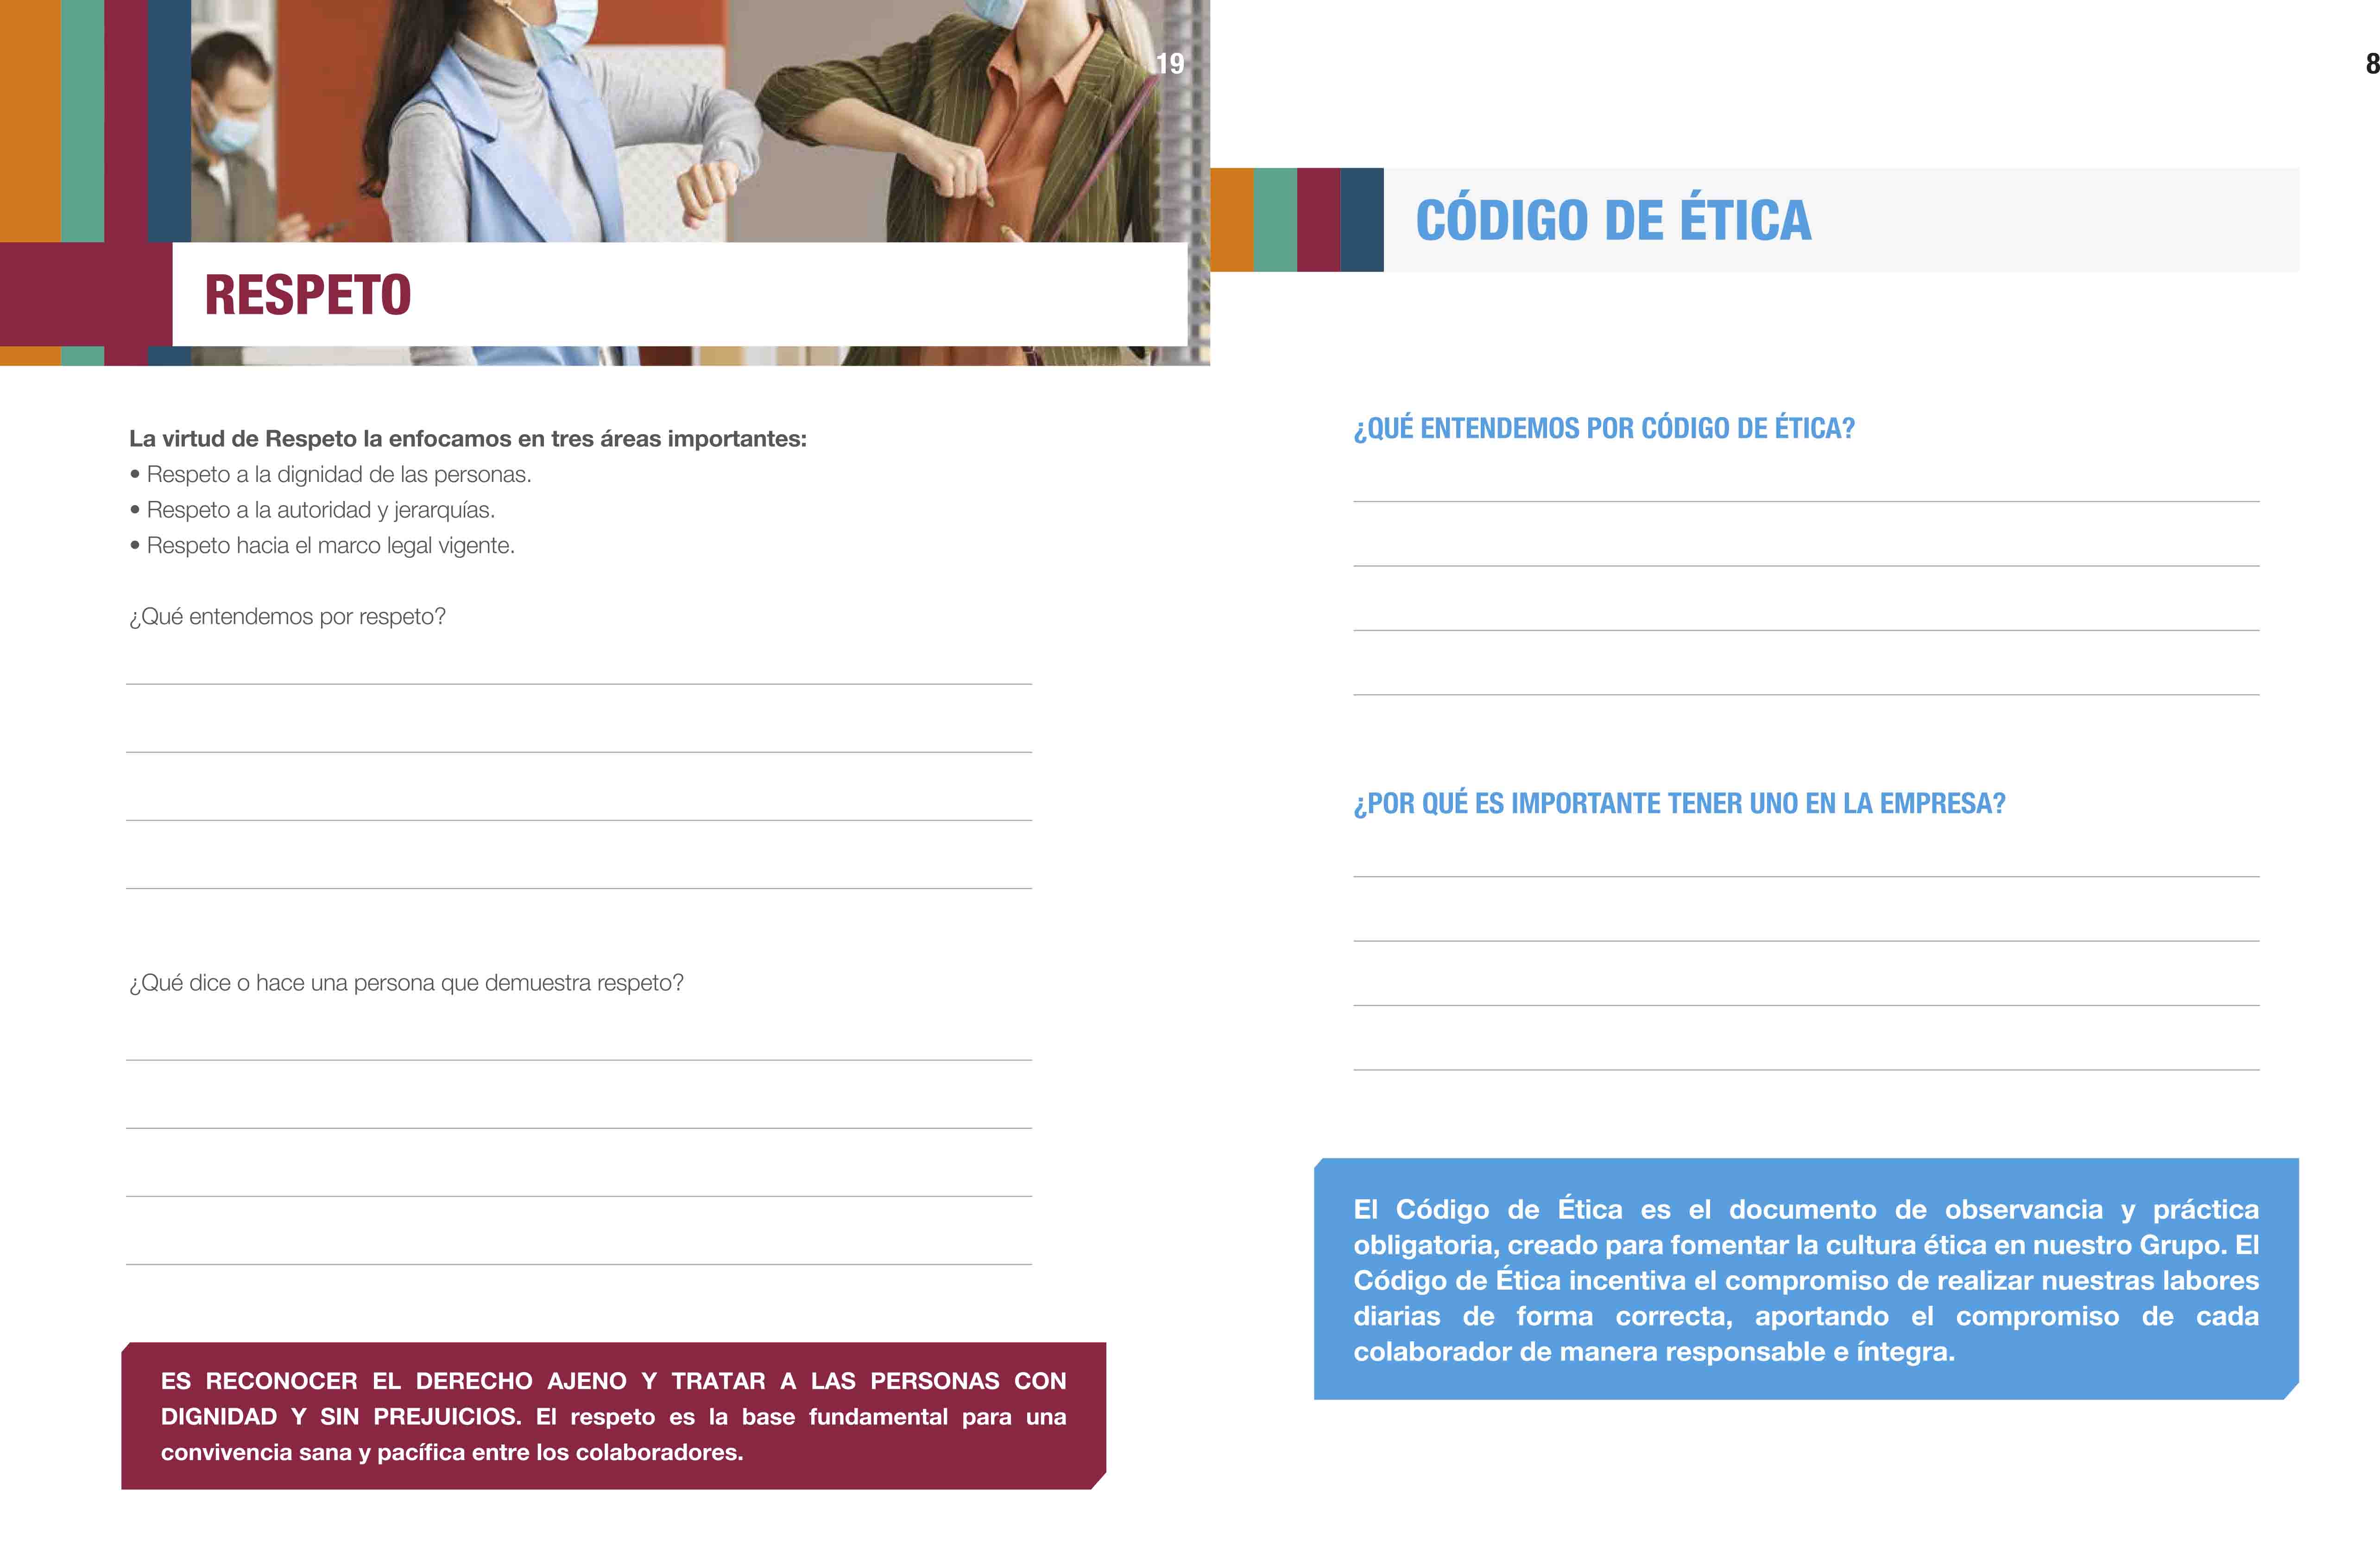 19
RESPETO
La virtud de Respeto la enfocamos en tres áreas importantes:
• Respeto a la dignidad de las personas.
• Respeto a la autoridad y jerarquías.
• Respeto hacia el marco legal vigente.
¿Qué entendemos por respeto?
¿Qué dice o hace una persona que demuestra respeto?
ES RECONOCER EL DERECHO AJENO Y TRATAR A LAS PERSONAS CON
DIGNIDAD Y SIN PREJUICIOS. El respeto es la base fundamental para una
convivencia sana y pacífica entre los colaboradores.
8
CÓDIGO DE ÉTICA
¿QUÉ ENTENDEMOS POR CÓDIGO DE ÉTICA?
¿POR QUÉ ES IMPORTANTE TENER UNO EN LA EMPRESA?
El Código de Ética es el documento de observancia y práctica
obligatoria, creado para fomentar la cultura ética en nuestro Grupo. El
Código de Ética incentiva el compromiso de realizar nuestras labores
diarias de forma correcta, aportando el compromiso de cada
colaborador de manera responsable e íntegra.